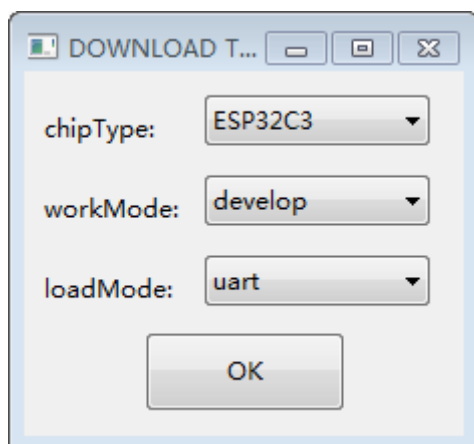 DOWNLOAD T...
chipType: ESP32C3
workMode: develop
loadMode: uart
OK